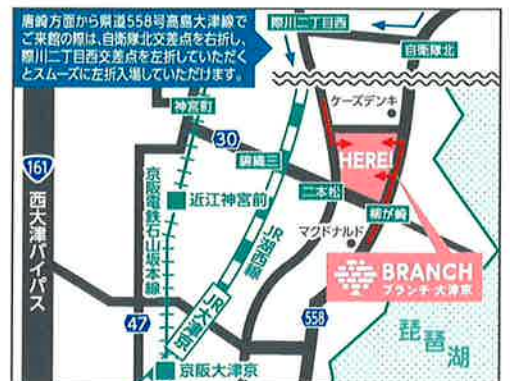 唐崎方面から県道558号高島大津線で
ご来館の際は、自衛隊北交差点を右折し、
際川二丁目西交差点を左折していただく
とスムーズに左折入場していただけます。
際川二丁目西
自衛隊北
神宮町
ケーズデンキ
30
錦織三
HERE!
161
西大津バイパス
京阪電鉄石山坂本線
近江神宮前
二本松
柳が崎
JR湖西線
マクドナルド
BRANCH
ブランチ大津京
JR大津京
47
558
琵琶湖
京阪大津京